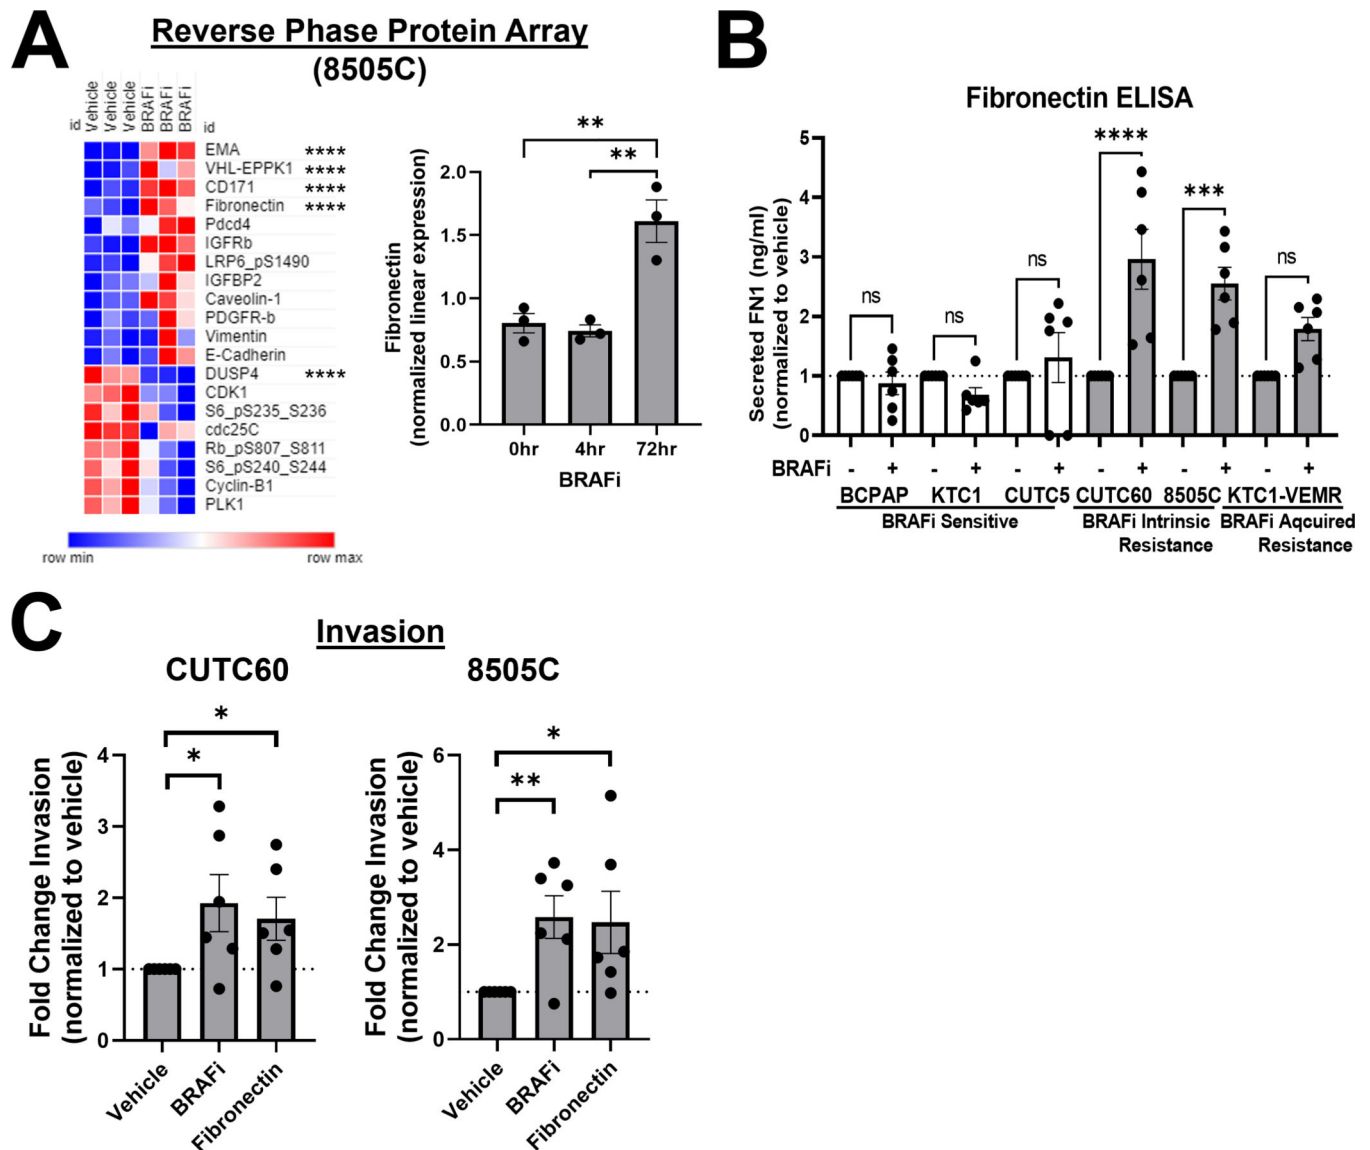 A
Reverse Phase Protein Array
(8505C)
id Vehicle Vehicle Vehicle BRAFi BRAFi BRAFi id
EMA ****
VHL-EPPK1 ****
CD171 ****
Fibronectin ****
Pdcd4
IGFRb
LRP6_pS1490
IGFBP2
Caveolin-1
PDGFR-b
Vimentin
E-Cadherin
DUSP4 ****
CDK1
S6_pS235_S236
cdc25C
Rb_pS807_S811
S6_pS240_S244
Cyclin-B1
PLK1
row min row max
Fibronectin
(normalized linear expression)
**
**
2.0
1.5
1.0
0.5
0.0
0hr 4hr 72hr
BRAFi
B
Fibronectin ELISA
Secreted FN1 (ng/ml)
(normalized to vehicle)
5
4
3
2
1
0
ns ns ns **** *** ns
BRAFi - + - + - + - + - + - +
BCPAP KTC1 CUTC5 CUTC60 8505C KTC1-VEMR
BRAFi Sensitive BRAFi Intrinsic BRAFi Aqcuired
Resistance Resistance
C
Invasion
CUTC60 8505C
Fold Change Invasion
(normalized to vehicle)
4
3
2
1
0
*
*
Vehicle BRAFi Fibronectin
Fold Change Invasion
(normalized to vehicle)
6
4
2
0
*
**
Vehicle BRAFi Fibronectin